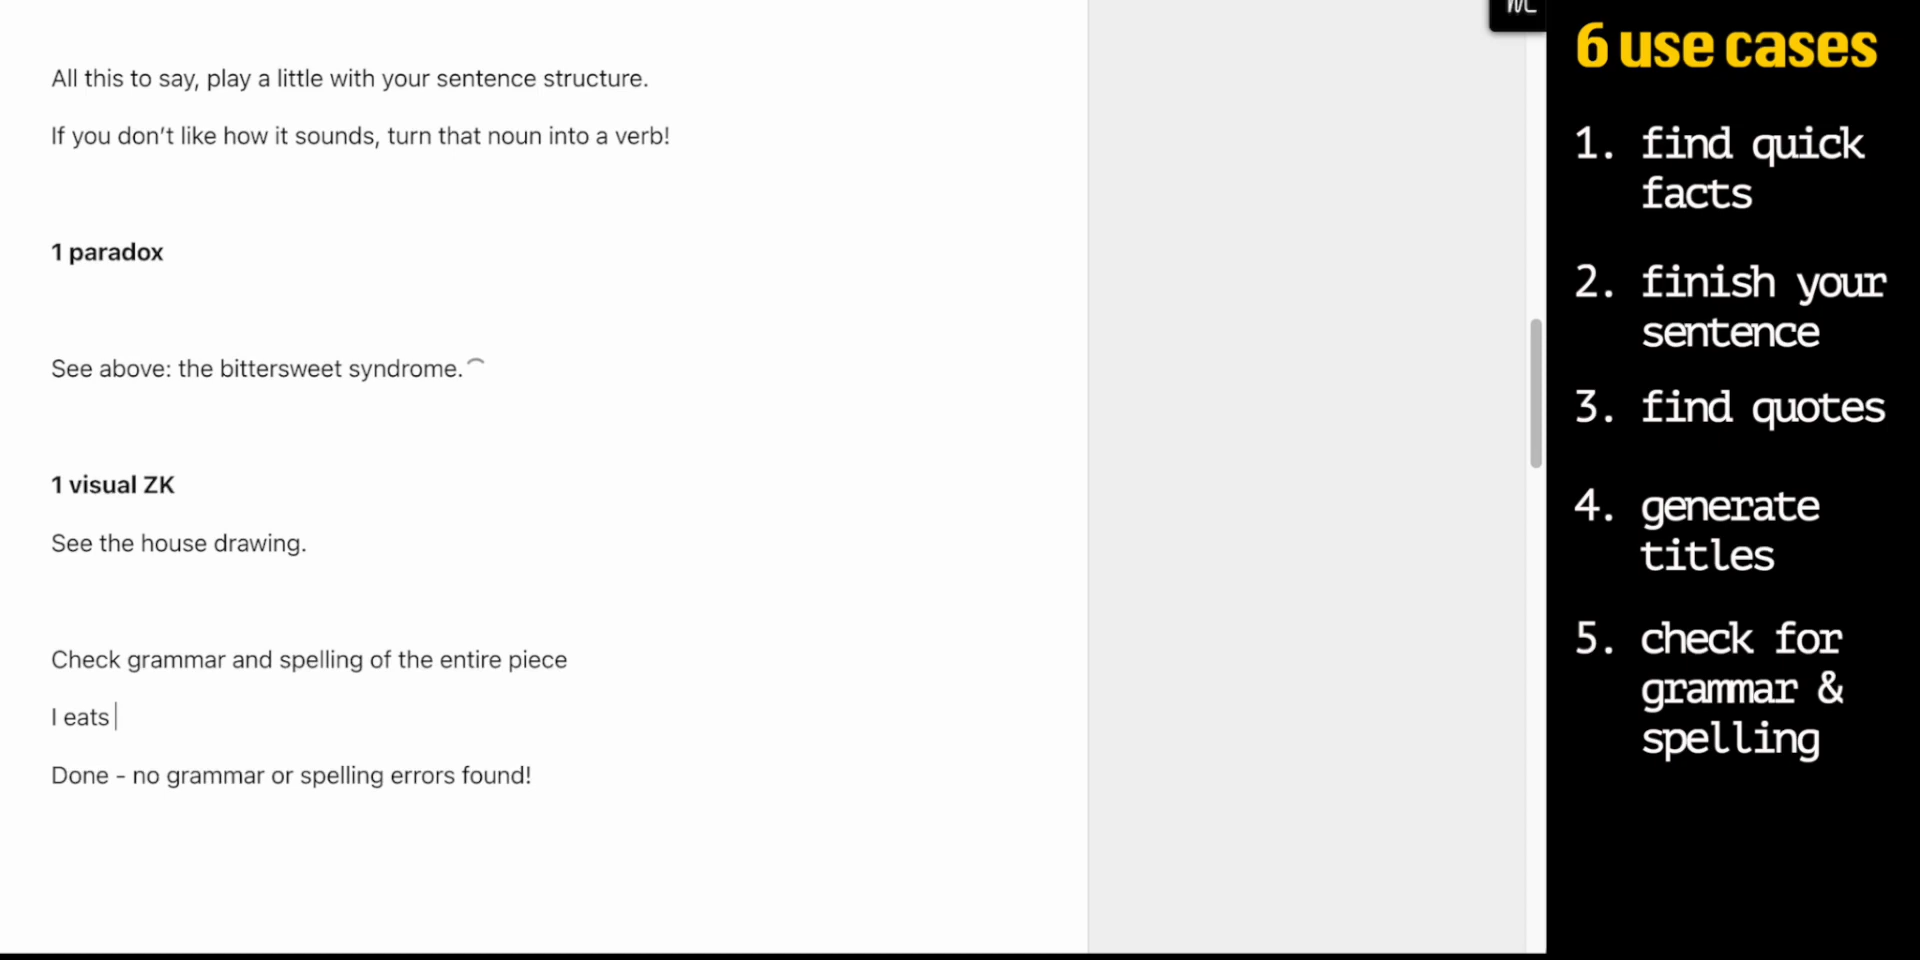 All this to say, play a little with your sentence structure.
If you don’t like how it sounds, turn that noun into a verb!
1 paradox
See above: the bittersweet syndrome.
1 visual ZK
See the house drawing.
Check grammar and spelling of the entire piece
I eats
Done - no grammar or spelling errors found!
6 use cases
1. find quick
facts
2. finish your
sentence
3. find quotes
4. generate
titles
5. check for
grammar &
spelling